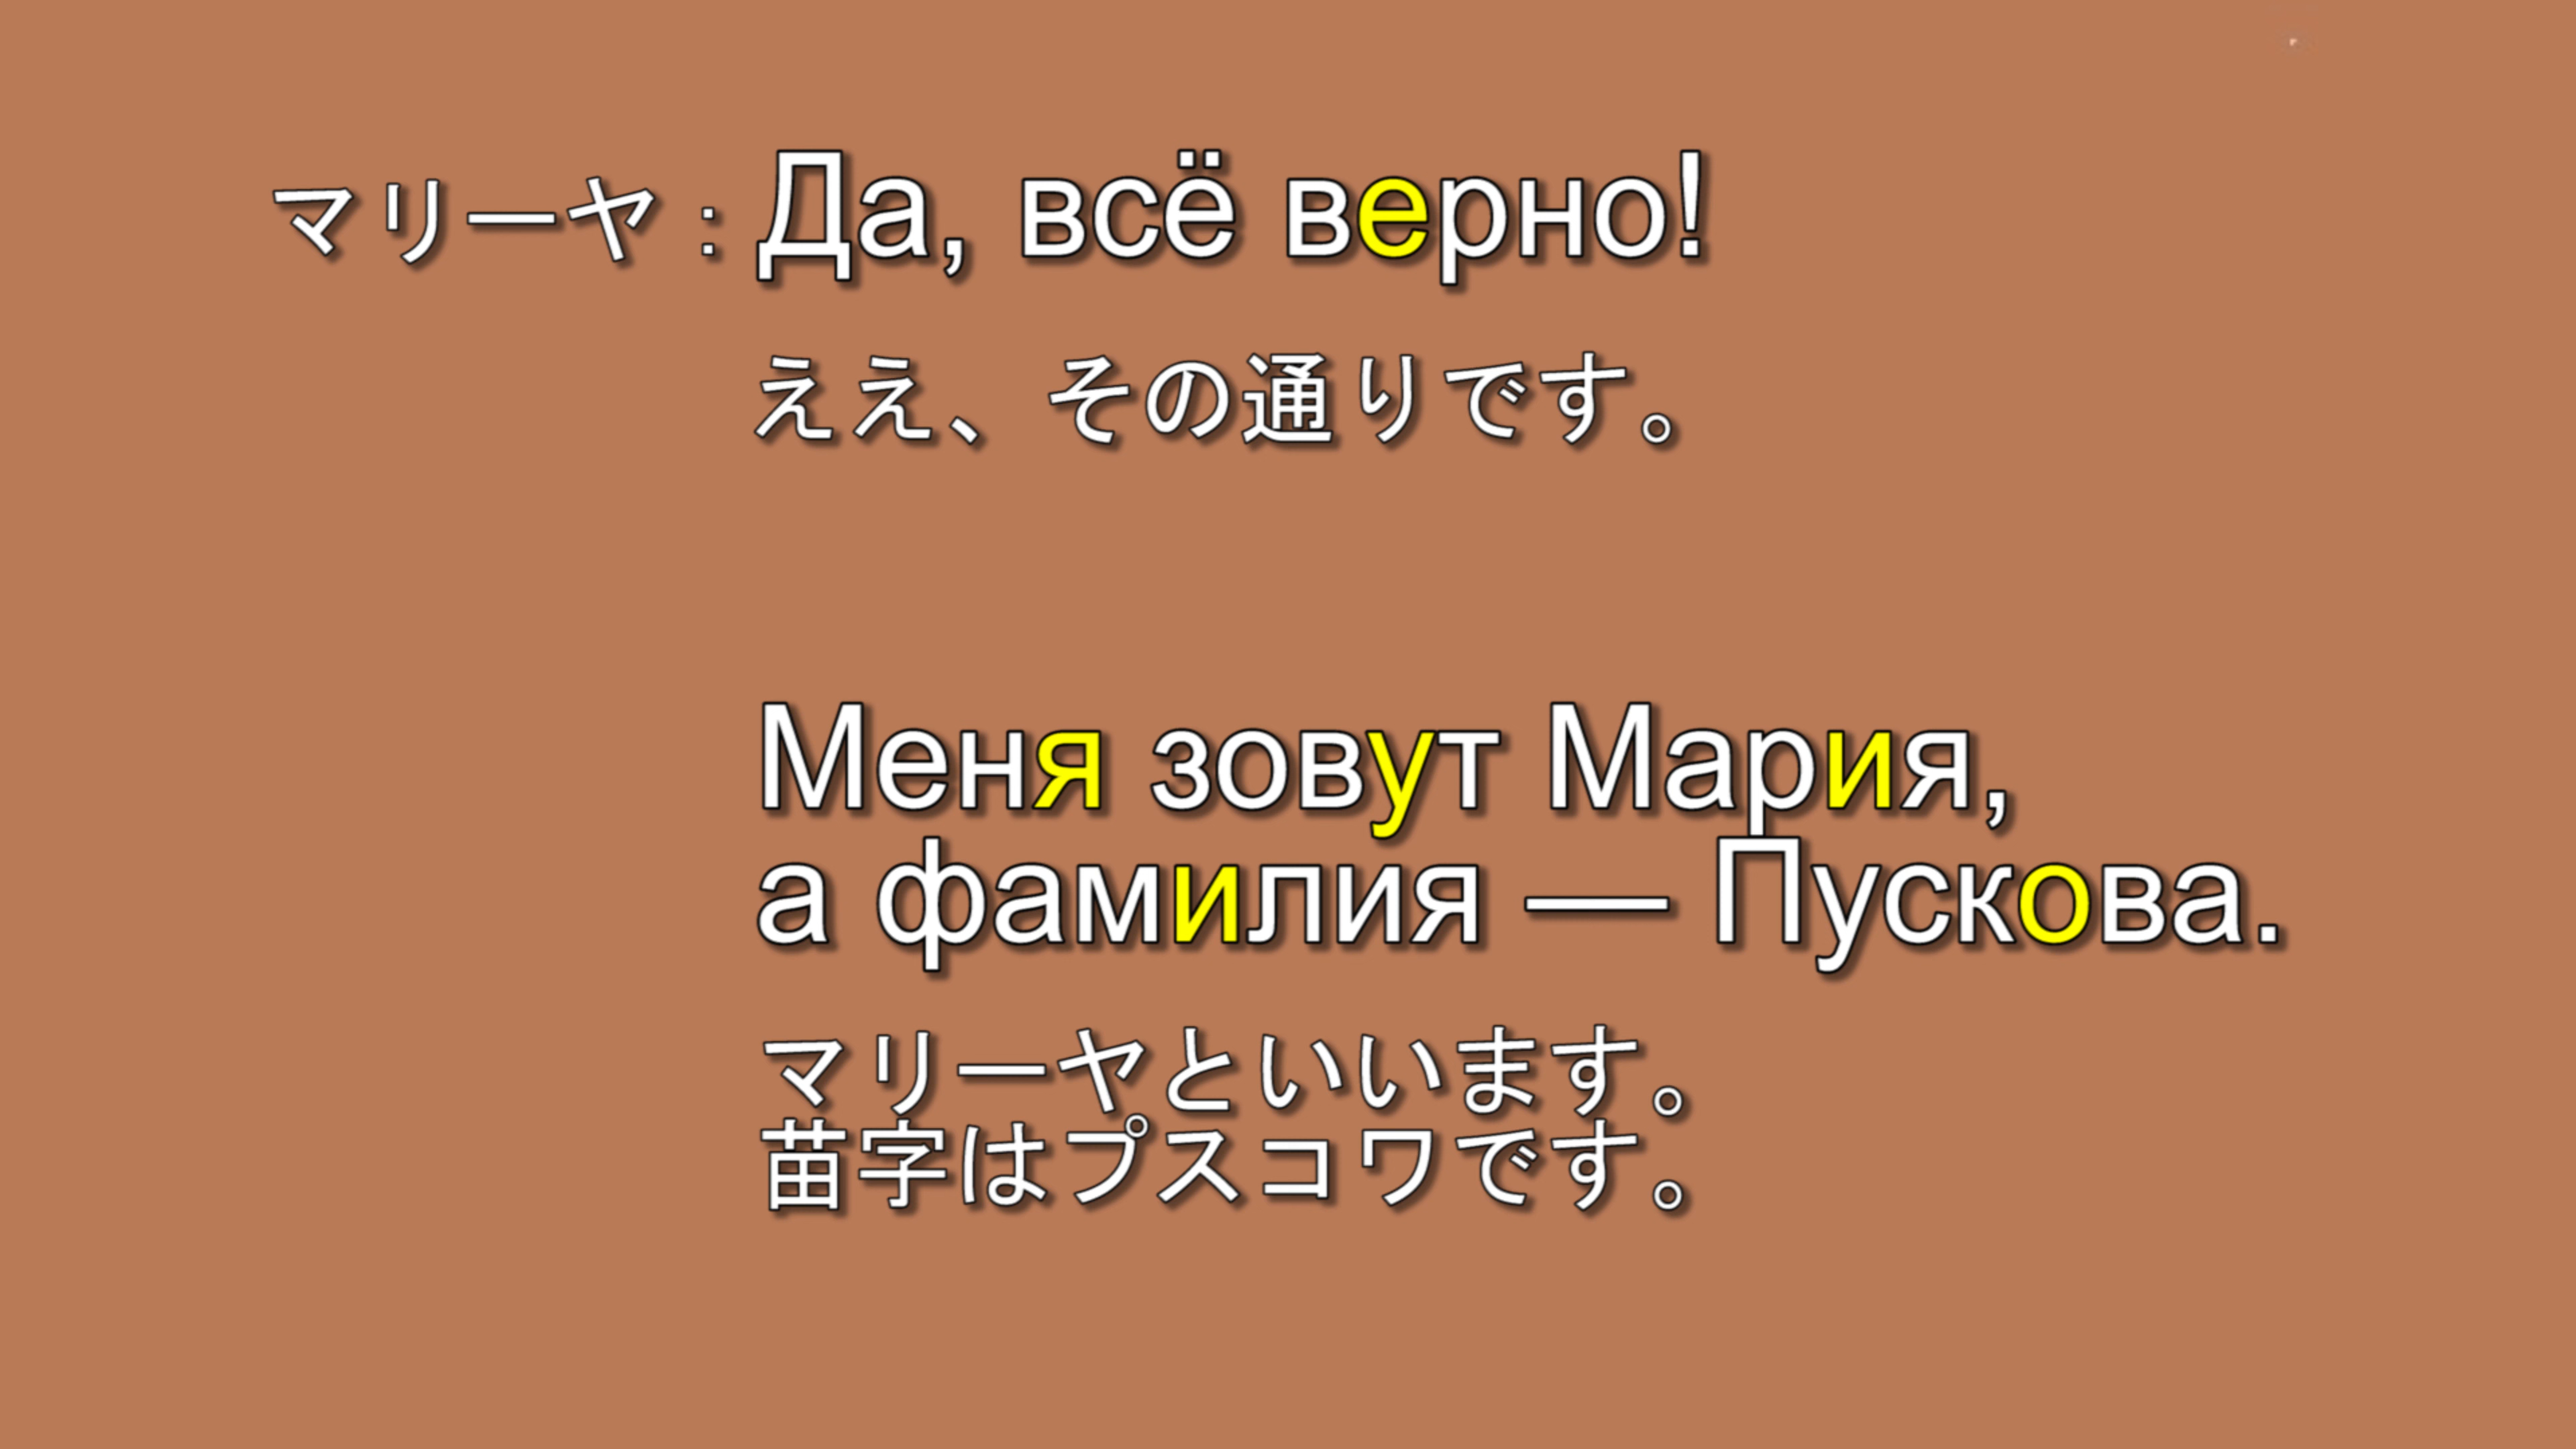 マリーヤ：Да, всё верно!
ええ、その通りです。
Меня зовут Мария,
а фамилия — Пускова.
マリーヤといいます。
苗字はプスコワです。